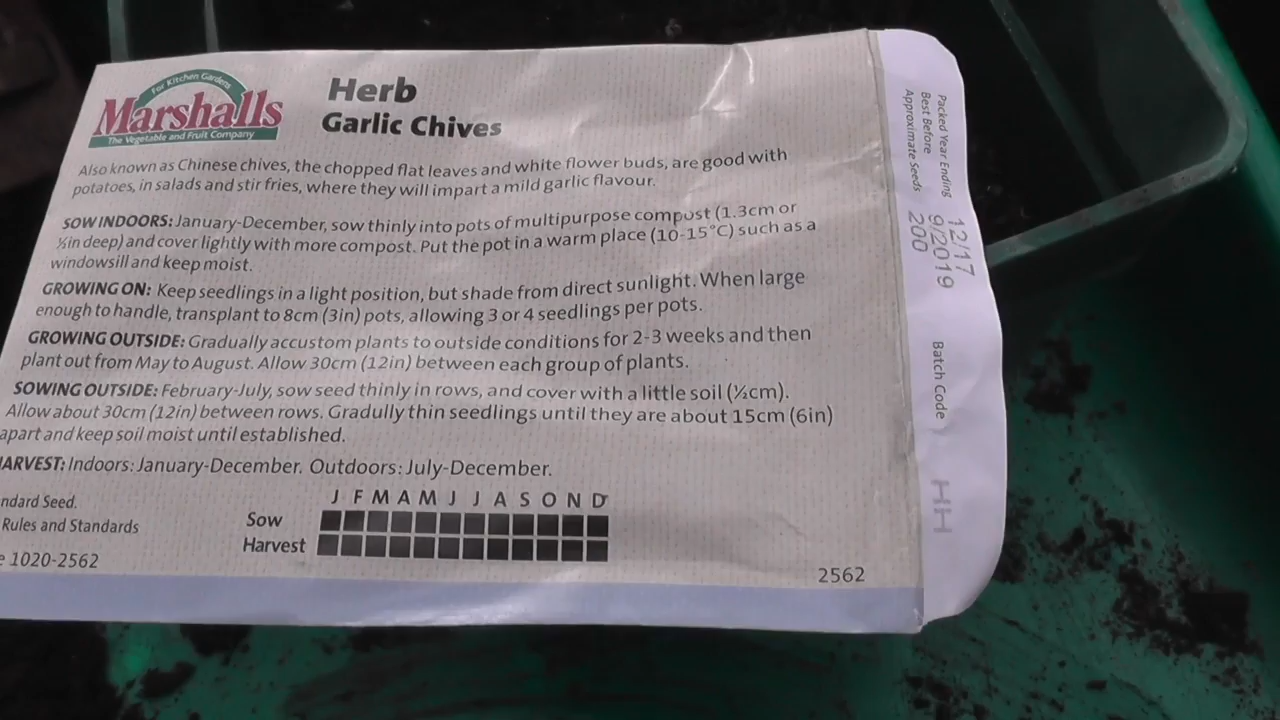 For Kitchen Gardens
Marshalls
The Vegetable and Fruit Company
Herb
Garlic Chives
Also known as Chinese chives, the chopped flat leaves and white flower buds, are good with
potatoes, in salads and stir fries, where they will impart a mild garlic flavour.
SOW INDOORS: January-December, sow thinly into pots of multipurpose compost (1.3cm or
½in deep) and cover lightly with more compost. Put the pot in a warm place (10-15°C) such as a
windowsill and keep moist.
GROWING ON: Keep seedlings in a light position, but shade from direct sunlight. When large
enough to handle, transplant to 8cm (3in) pots, allowing 3 or 4 seedlings per pots.
GROWING OUTSIDE: Gradually accustom plants to outside conditions for 2-3 weeks and then
plant out from May to August. Allow 30cm (12in) between each group of plants.
SOWING OUTSIDE: February-July, sow seed thinly in rows, and cover with a little soil (½cm).
Allow about 30cm (12in) between rows. Gradully thin seedlings until they are about 15cm (6in)
apart and keep soil moist until established.
ARVEST: Indoors: January-December. Outdoors: July-December.
ndard Seed.
Rules and Standards
e 1020-2562
J F M A M J J A S O N D
Sow
Harvest
2562
Packed Year Ending 12/17
Best Before 9/2019
Approximate Seeds 200
Batch Code HH